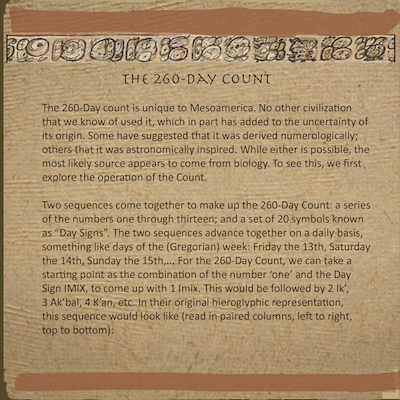 THE 260-DAY COUNT
The 260-Day count is unique to Mesoamerica. No other civilization
that we know of used it, which in part has added to the uncertainty of
its origin. Some have suggested that it was derived numerologically;
others that it was astronomically inspired. While either is possible, the
most likely source appears to come from biology. To see this, we first
explore the operation of the Count.
Two sequences come together to make up the 260-Day Count: a series
of the numbers one through thirteen; and a set of 20 symbols known
as “Day Signs”. The two sequences advance together on a daily basis,
something like days of the (Gregorian) week: Friday the 13th, Saturday
the 14th, Sunday the 15th,... For the 260-Day Count, we can take a
starting point as the combination of the number ‘one’ and the Day
Sign IMIX, to come up with 1 Imix. This would be followed by 2 Ik’,
3 Ak’bal, 4 K’an, etc. In their original hieroglyphic representation,
this sequence would look like (read in paired columns, left to right,
top to bottom):